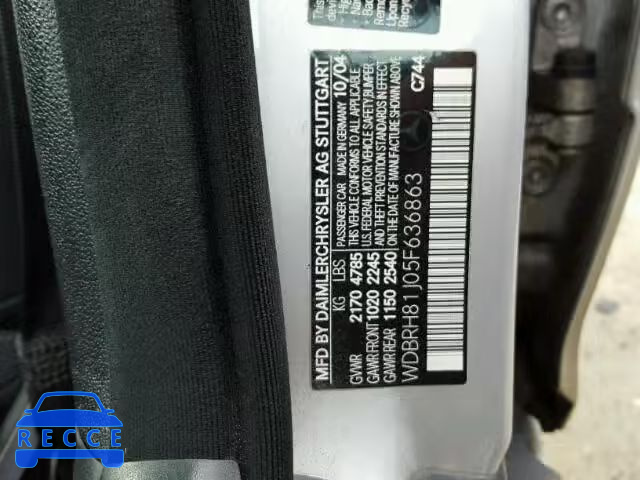 MFD BY DAIMLERCHRYSLER AG STUTTGART
PASSENGER CAR MADE IN GERMANY 10/04
KG LBS THIS VEHICLE CONFORMS TO ALL APPLICABLE
GVWR 2170 4785 U.S. FEDERAL MOTOR VEHICLE SAFETY, BUMPER
GAWR FRONT 1020 2245 AND THEFT PREVENTION STANDARDS IN EFFECT
GAWR REAR 1150 2540 ON THE DATE OF MANUFACTURE SHOWN ABOVE
C744
WDBRH81J05F636863
RECCE